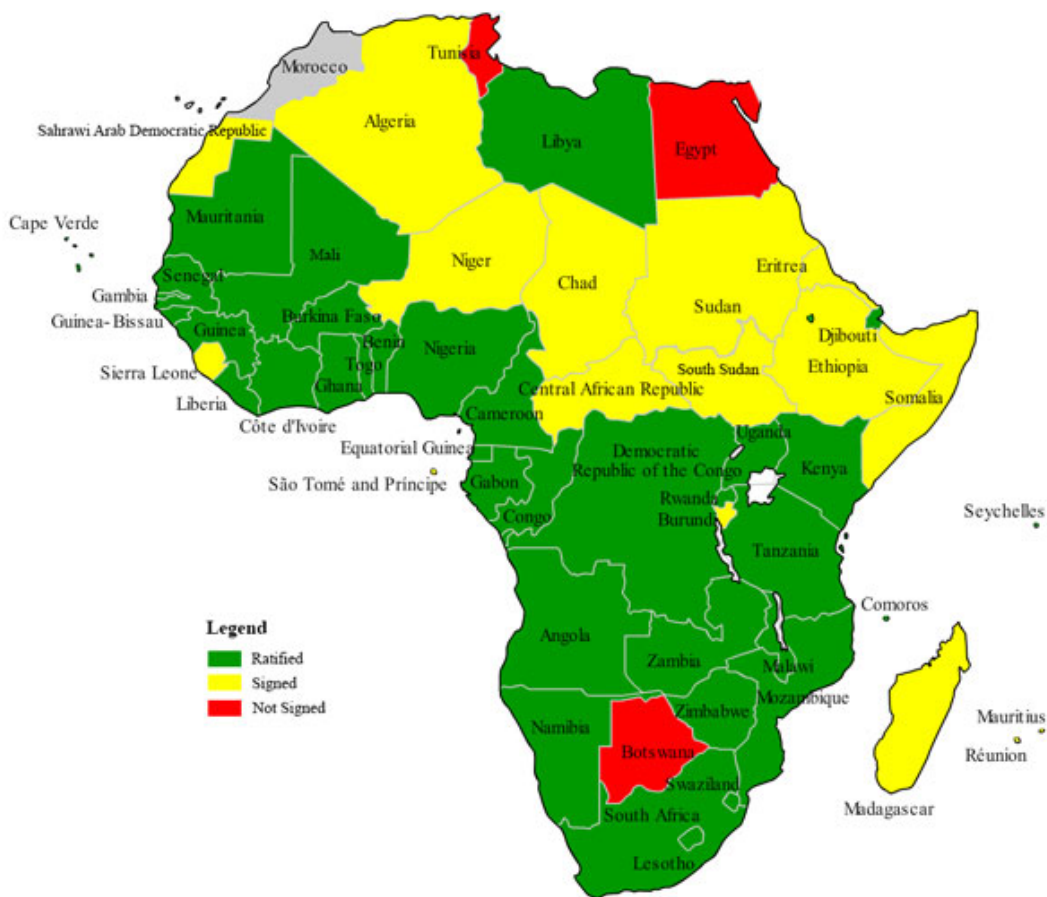 Tunisia
Morocco
Algeria
Sahrawi Arab Democratic Republic
Libya
Egypt
Mauritania
Cape Verde
Mali
Niger
Chad
Eritrea
Senegal
Gambia
Sudan
Guinea-Bissau
Guinea
Burkina Faso
Benin
Nigeria
Djibouti
Togo
Ethiopia
South Sudan
Sierra Leone
Ghana
Central African Republic
Somalia
Liberia
Cameroon
Côte d'Ivoire
Uganda
Equatorial Guinea
Democratic
Republic of the Congo
Kenya
São Tomé and Príncipe
Gabon
Rwanda
Seychelles
Congo
Burundi
Tanzania
Comoros
Legend
Ratified
Signed
Not Signed
Angola
Zambia
Malawi
Mozambique
Namibia
Zimbabwe
Mauritius
Botswana
Réunion
Swaziland
Madagascar
South Africa
Lesotho